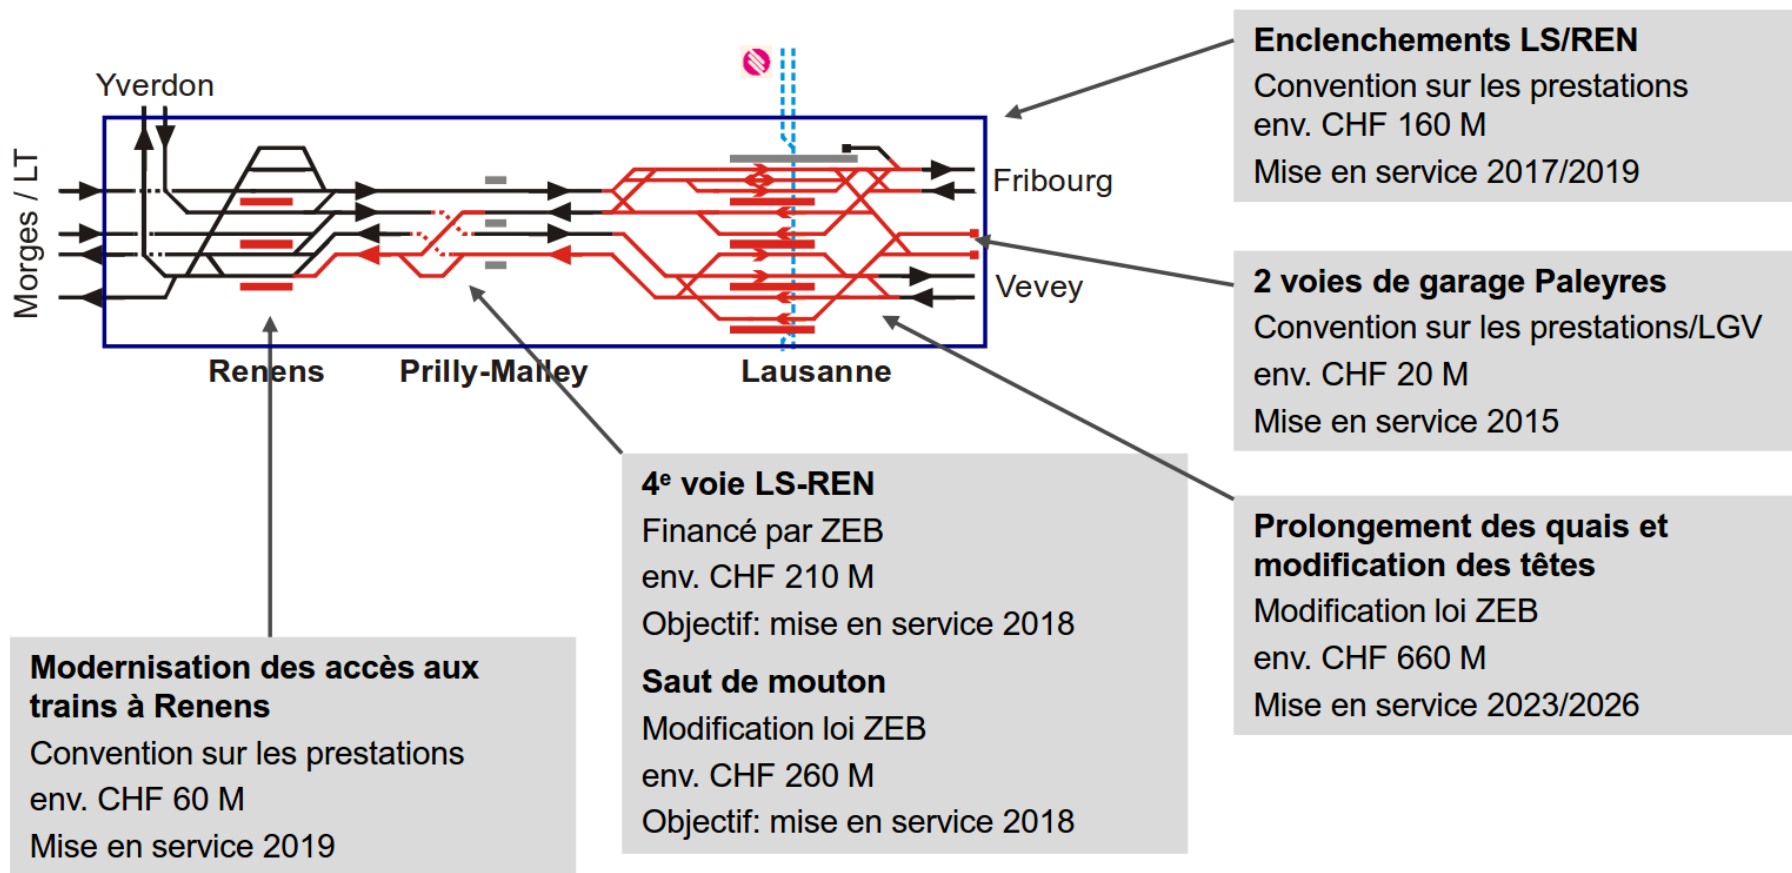 Yverdon
Morges / LT
Fribourg
Vevey
Renens
Prilly-Malley
Lausanne
Enclenchements LS/REN
Convention sur les prestations
env. CHF 160 M
Mise en service 2017/2019
2 voies de garage Paleyres
Convention sur les prestations/LGV
env. CHF 20 M
Mise en service 2015
4e voie LS-REN
Financé par ZEB
env. CHF 210 M
Objectif: mise en service 2018
Saut de mouton
Modification loi ZEB
env. CHF 260 M
Objectif: mise en service 2018
Prolongement des quais et
modification des têtes
Modification loi ZEB
env. CHF 660 M
Mise en service 2023/2026
Modernisation des accès aux
trains à Renens
Convention sur les prestations
env. CHF 60 M
Mise en service 2019